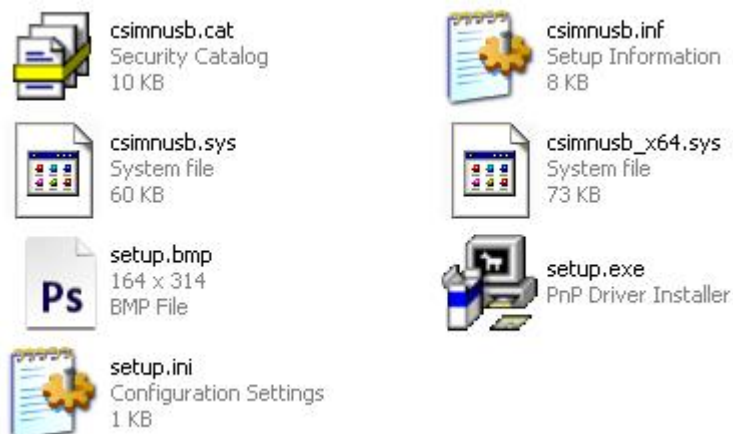 csimnusb.cat
Security Catalog
10 KB
csimnusb.inf
Setup Information
8 KB
csimnusb.sys
System file
60 KB
csimnusb_x64.sys
System file
73 KB
Ps
setup.bmp
164 x 314
BMP File
setup.exe
PnP Driver Installer
setup.ini
Configuration Settings
1 KB